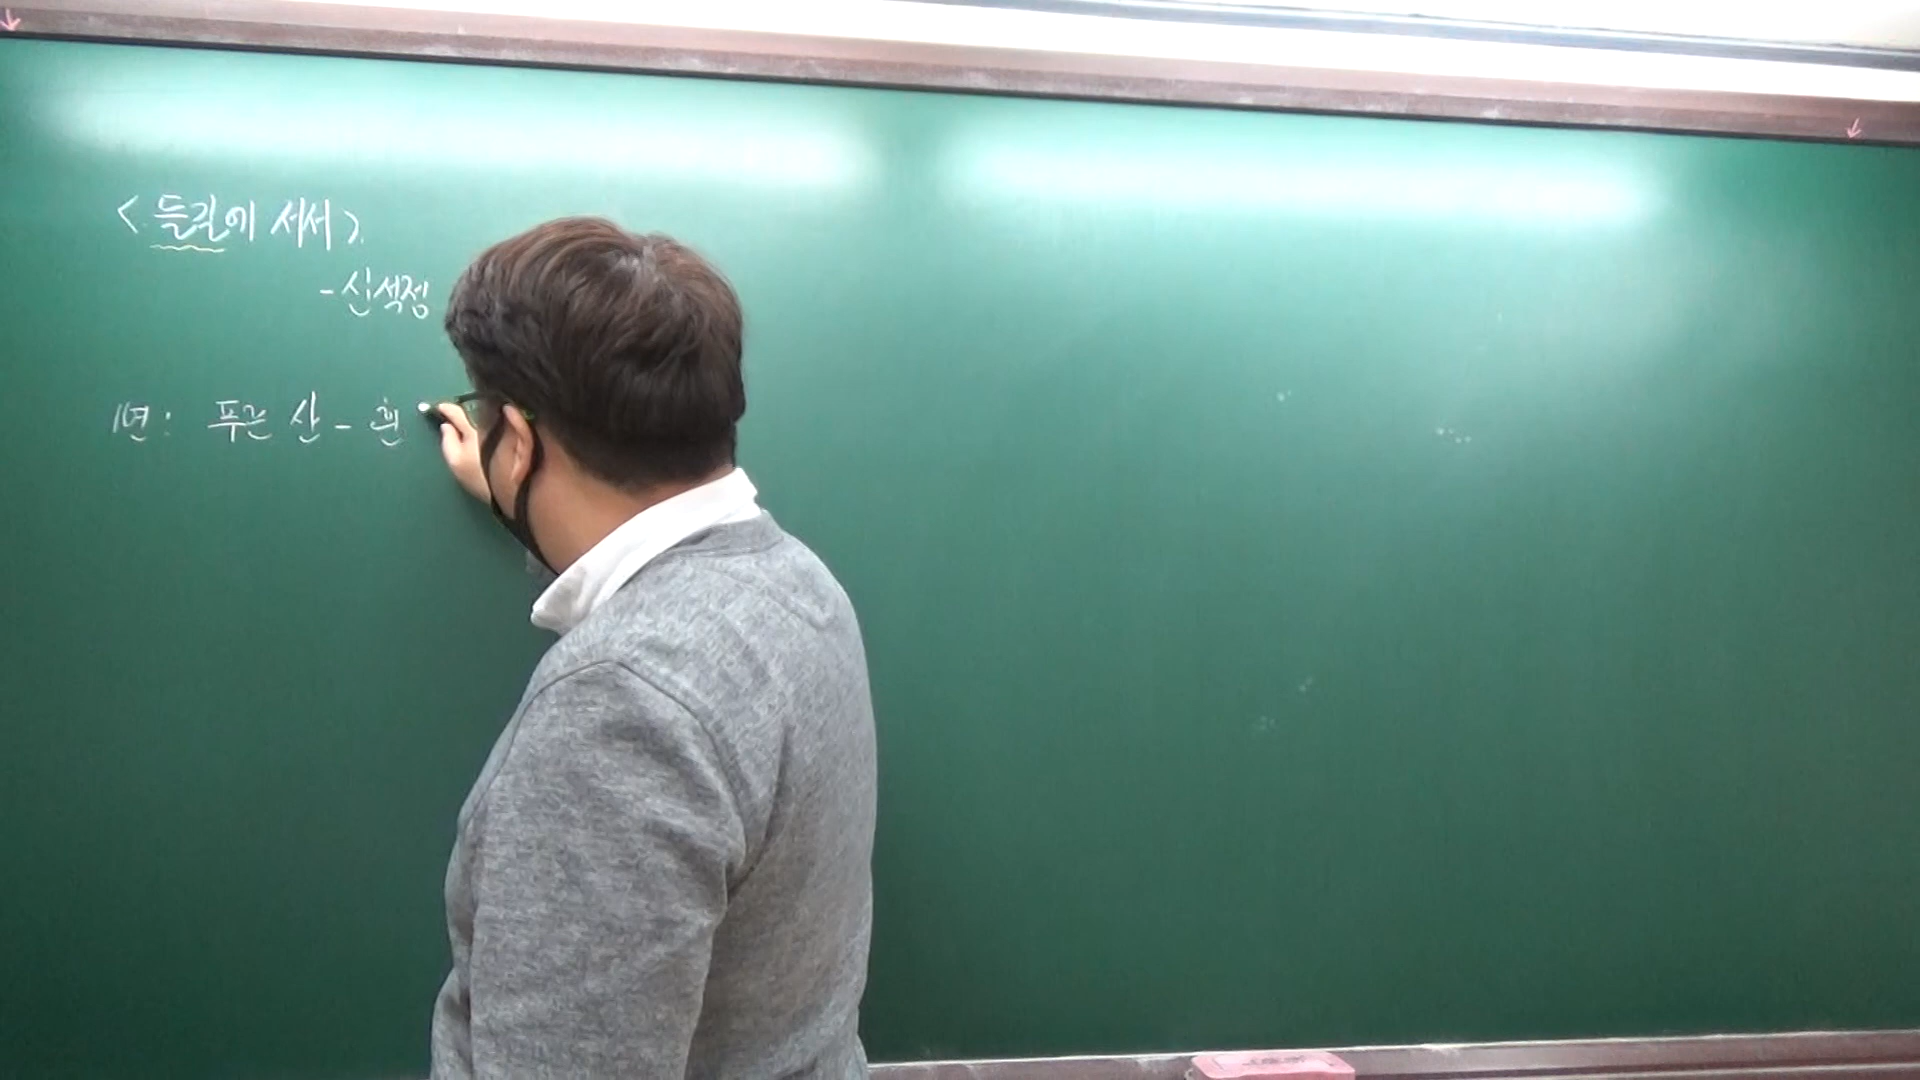 < 들길에 서서 >
- 신석정
1연 : 푸른 산 - 흰